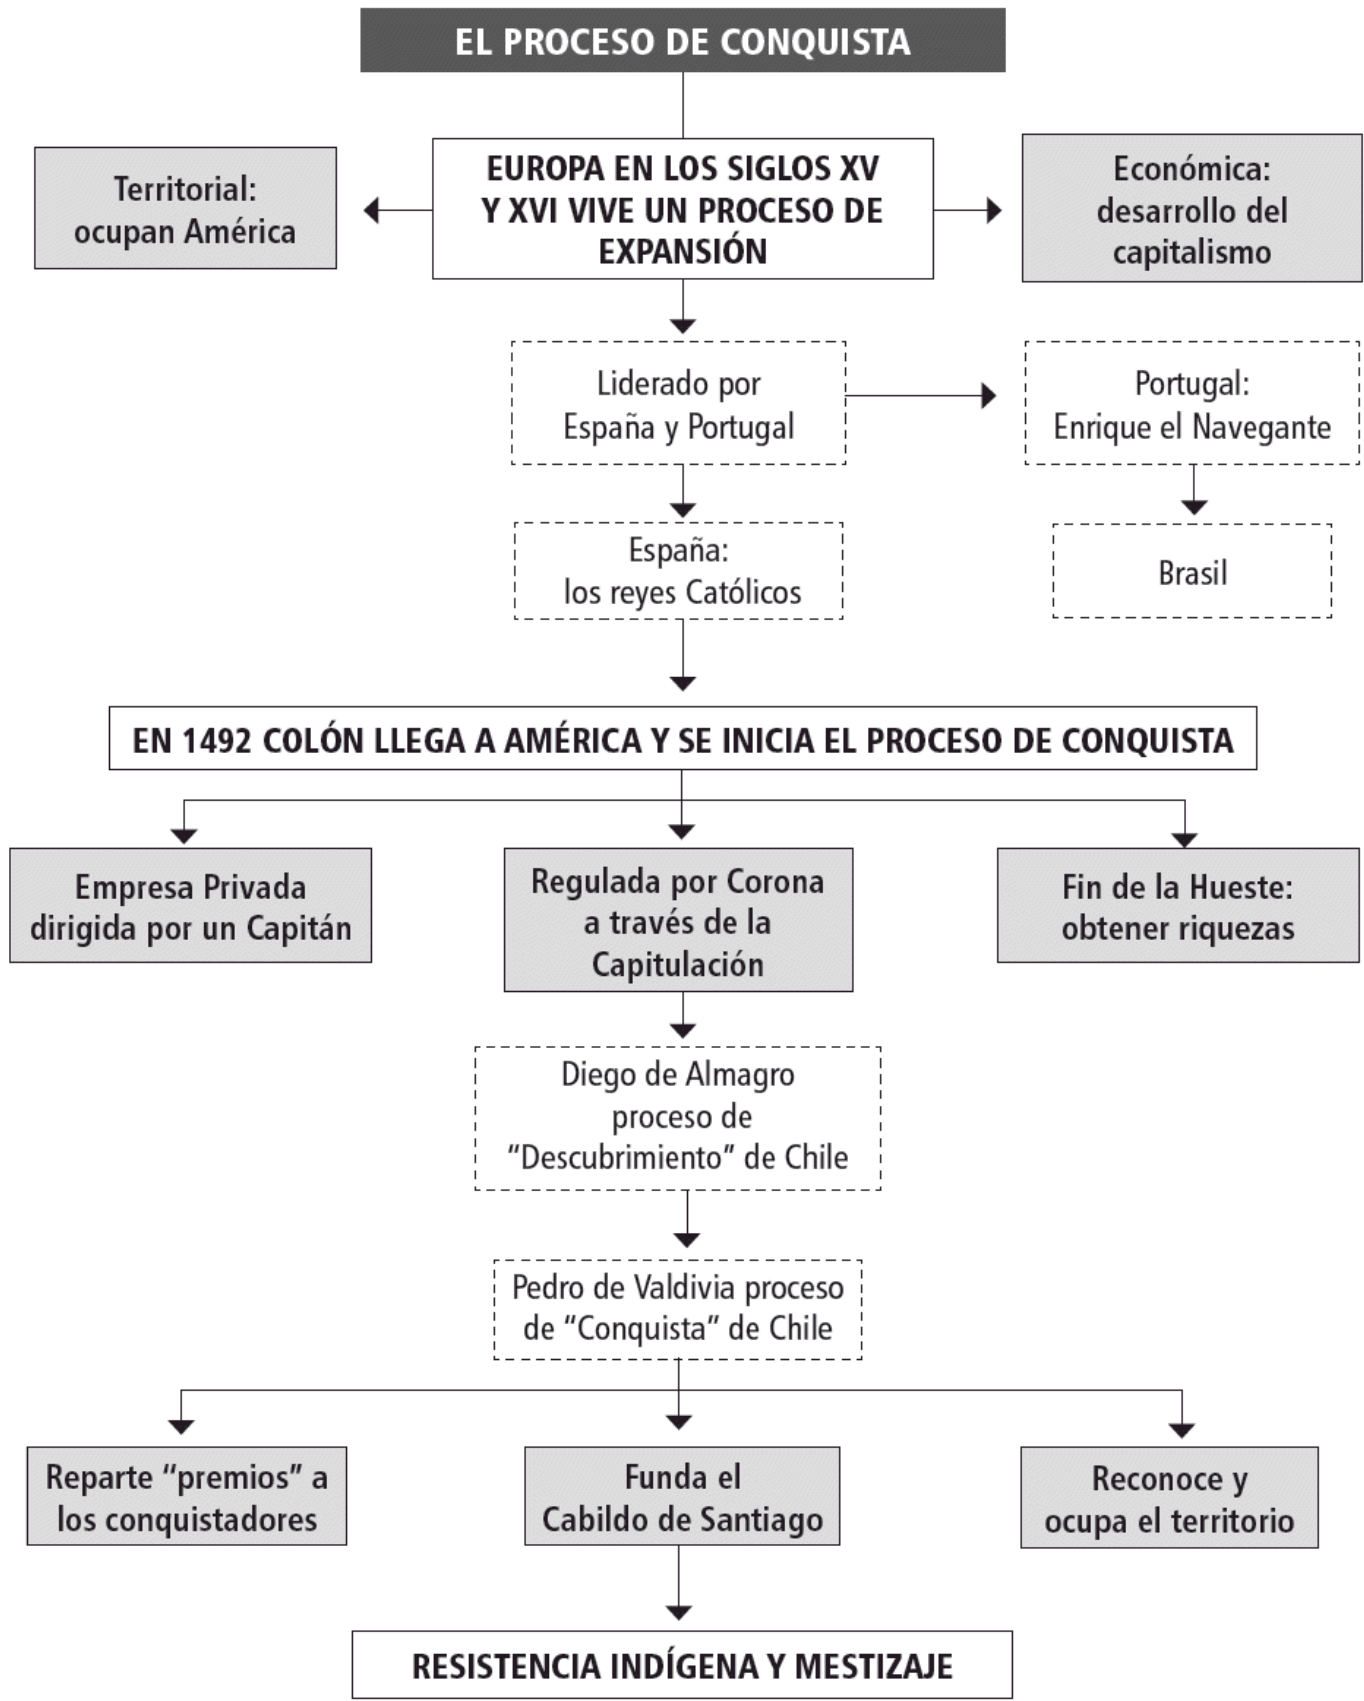 EL PROCESO DE CONQUISTA
EUROPA EN LOS SIGLOS XV
Y XVI VIVE UN PROCESO DE
EXPANSIÓN
Territorial:
ocupan América
Económica:
desarrollo del
capitalismo
Liderado por
España y Portugal
Portugal:
Enrique el Navegante
España:
los reyes Católicos
Brasil
EN 1492 COLÓN LLEGA A AMÉRICA Y SE INICIA EL PROCESO DE CONQUISTA
Empresa Privada
dirigida por un Capitán
Regulada por Corona
a través de la
Capitulación
Fin de la Hueste:
obtener riquezas
Diego de Almagro
proceso de
“Descubrimiento” de Chile
Pedro de Valdivia proceso
de “Conquista” de Chile
Reparte “premios” a
los conquistadores
Funda el
Cabildo de Santiago
Reconoce y
ocupa el territorio
RESISTENCIA INDÍGENA Y MESTIZAJE